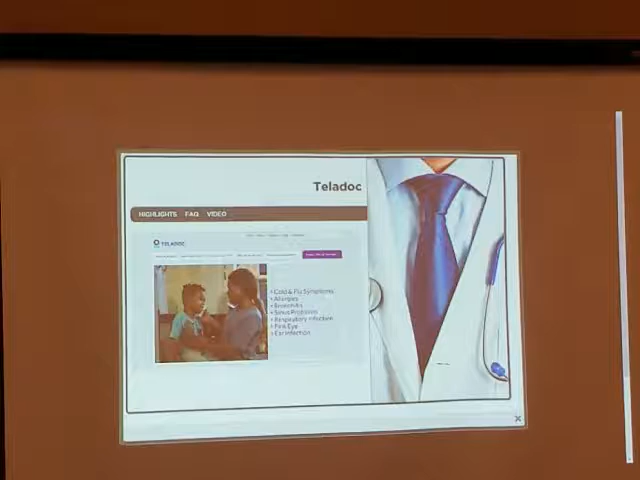 Teladoc
HIGHLIGHTS FAQ VIDEO
TELADOC
• Cold & Flu Symptoms
• Allergies
• Bronchitis
• Sinus Problems
• Respiratory Infection
• Pink Eye
• Ear Infection